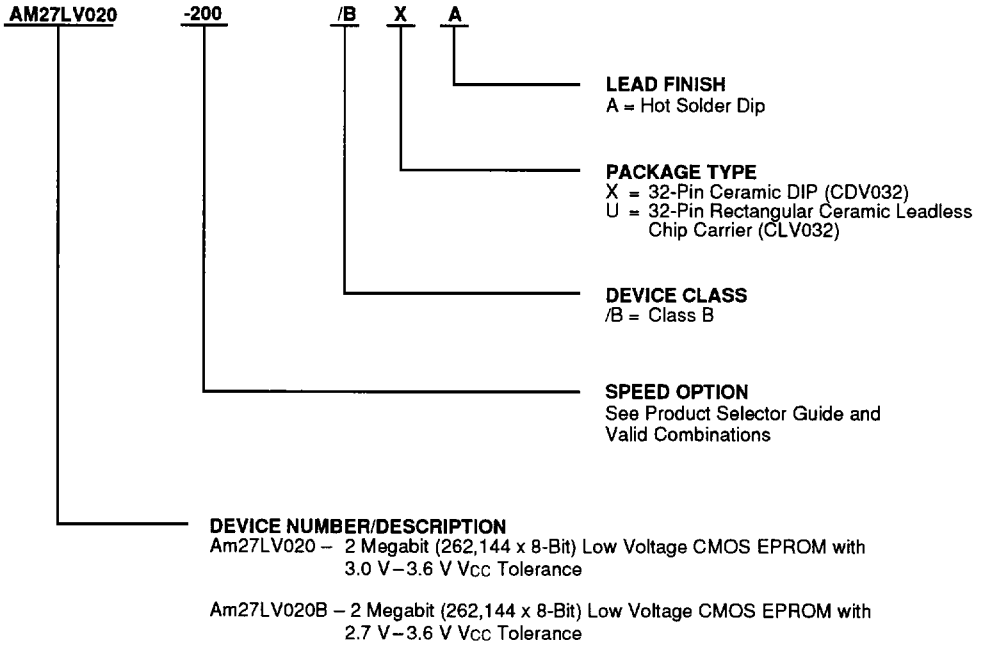 AM27LV020 -200 /B X A
LEAD FINISH
A = Hot Solder Dip
PACKAGE TYPE
X = 32-Pin Ceramic DIP (CDV032)
U = 32-Pin Rectangular Ceramic Leadless
Chip Carrier (CLV032)
DEVICE CLASS
/B = Class B
SPEED OPTION
See Product Selector Guide and
Valid Combinations
DEVICE NUMBER/DESCRIPTION
Am27LV020 – 2 Megabit (262,144 x 8-Bit) Low Voltage CMOS EPROM with
3.0 V–3.6 V VCC Tolerance
Am27LV020B – 2 Megabit (262,144 x 8-Bit) Low Voltage CMOS EPROM with
2.7 V–3.6 V VCC Tolerance